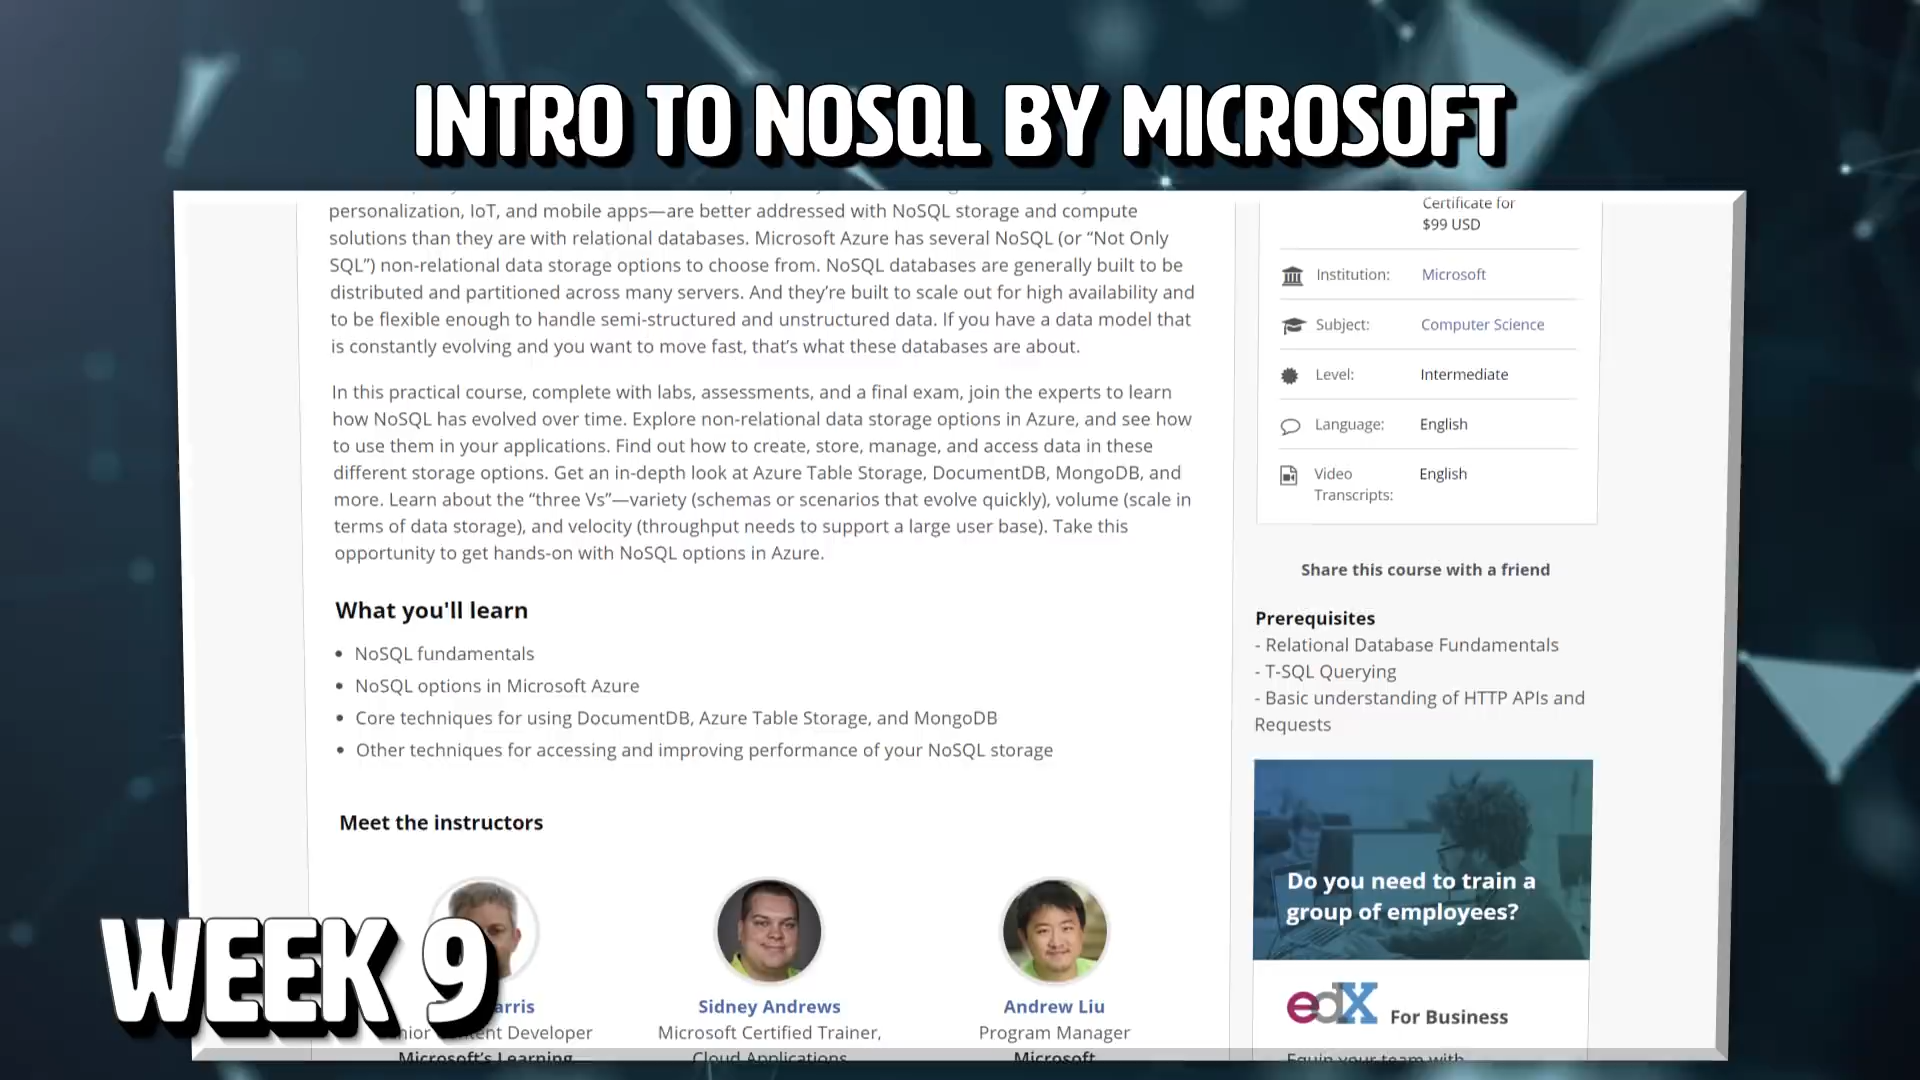 INTRO TO NOSQL BY MICROSOFT
personalization, IoT, and mobile apps—are better addressed with NoSQL storage and compute
solutions than they are with relational databases. Microsoft Azure has several NoSQL (or “Not Only
SQL”) non-relational data storage options to choose from. NoSQL databases are generally built to be
distributed and partitioned across many servers. And they’re built to scale out for high availability and
to be flexible enough to handle semi-structured and unstructured data. If you have a data model that
is constantly evolving and you want to move fast, that’s what these databases are about.
In this practical course, complete with labs, assessments, and a final exam, join the experts to learn
how NoSQL has evolved over time. Explore non-relational data storage options in Azure, and see how
to use them in your applications. Find out how to create, store, manage, and access data in these
different storage options. Get an in-depth look at Azure Table Storage, DocumentDB, MongoDB, and
more. Learn about the “three Vs”—variety (schemas or scenarios that evolve quickly), volume (scale in
terms of data storage), and velocity (throughput needs to support a large user base). Take this
opportunity to get hands-on with NoSQL options in Azure.
What you'll learn
• NoSQL fundamentals
• NoSQL options in Microsoft Azure
• Core techniques for using DocumentDB, Azure Table Storage, and MongoDB
• Other techniques for accessing and improving performance of your NoSQL storage
Meet the instructors
Sidney Andrews
Microsoft Certified Trainer,
Cloud Applications
Andrew Liu
Program Manager
Microsoft
Developer
Microsoft’s Learning
WEEK 9
Certificate for
$99 USD
Institution: Microsoft
Subject: Computer Science
Level: Intermediate
Language: English
Video English
Transcripts:
Share this course with a friend
Prerequisites
- Relational Database Fundamentals
- T-SQL Querying
- Basic understanding of HTTP APIs and
Requests
Do you need to train a
group of employees?
edX For Business
Equip your team with